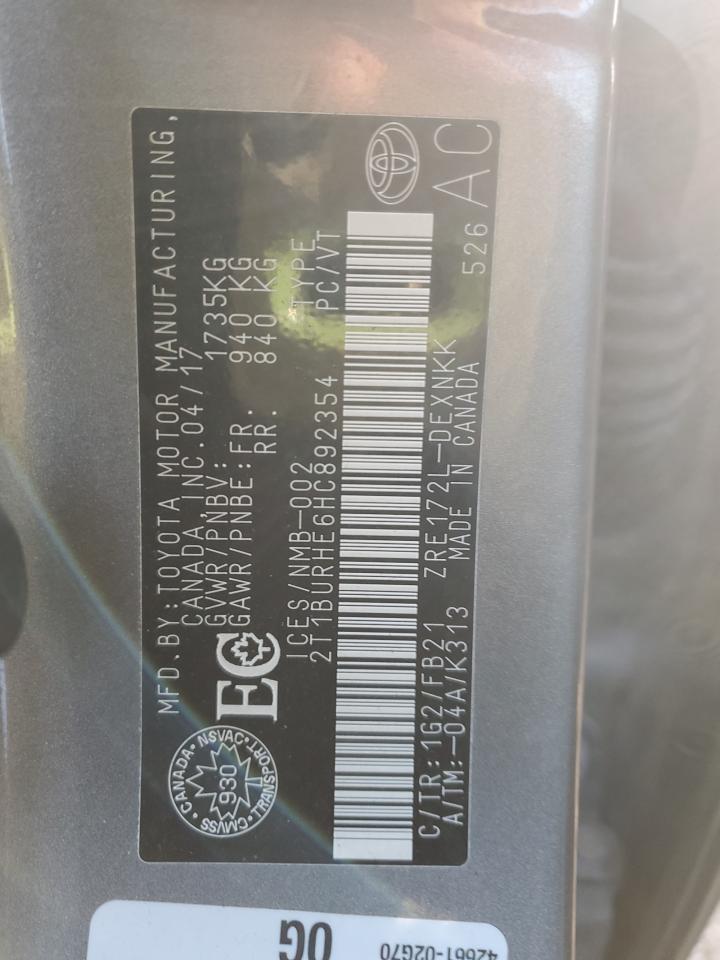 MFD.BY:TOYOTA MOTOR MANUFACTURING,
CANADA,INC.04/17
GVWR/PNBV: 1735KG
GAWR/PNBE:FR. 940 KG
RR. 840 KG
EC
ICES/NMB-002 TYPE
2T1BURHE6HC892354 PC/VT
CANADA • NSVAC • TRANSPORT • CMVSS •
930
C/TR:1G2/FB21 ZRE172L-DEXNKK
A/TM:-04A/K313 MADE IN CANADA 526
AC
0G
42661-02G70